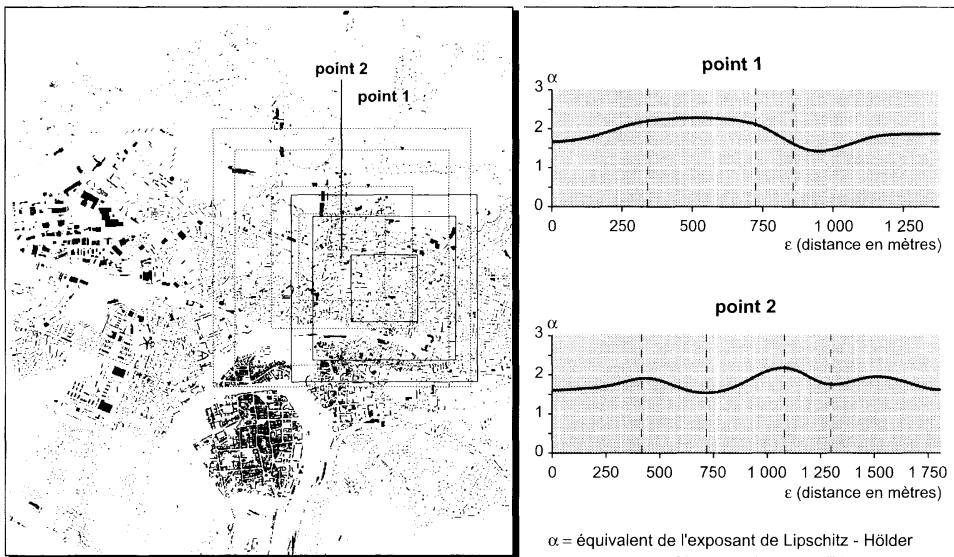 point 2
point 1
point 1
α
3
2
1
0
0 250 500 750 1 000 1 250
ε (distance en mètres)
point 2
α
3
2
1
0
0 250 500 750 1 000 1 250 1 500 1 750
ε (distance en mètres)
α = équivalent de l'exposant de Lipschitz - Hölder